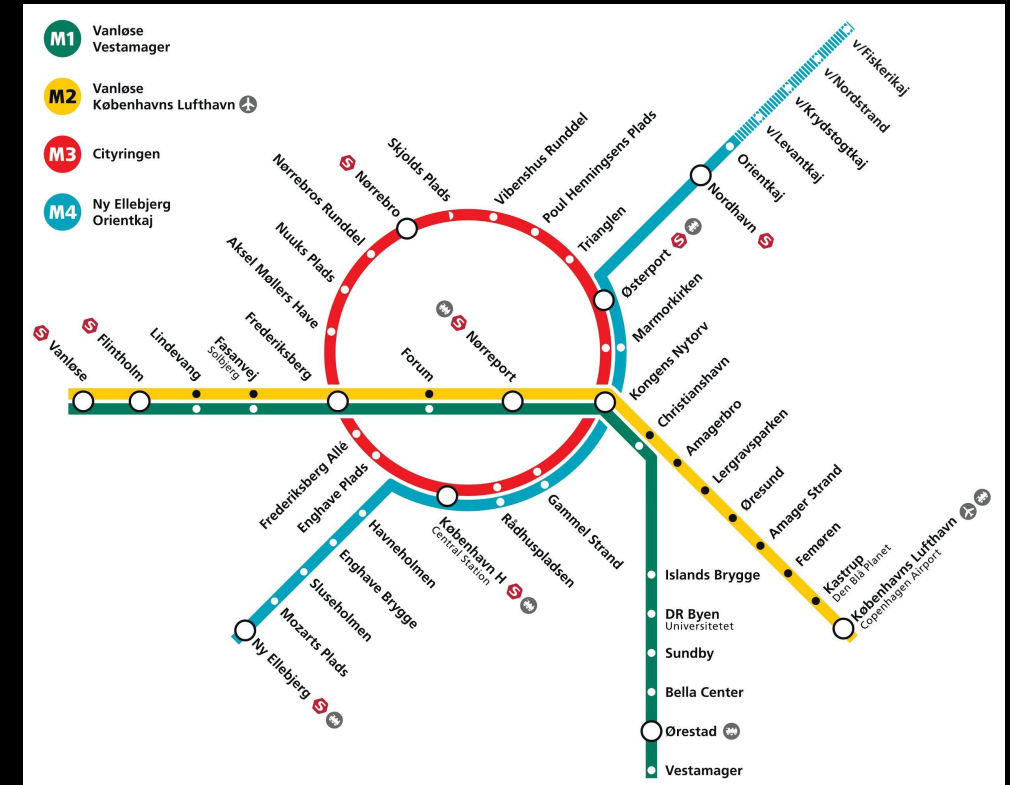 M1
Vanløse
Vestamager
M2
Vanløse
Københavns Lufthavn
M3
Cityringen
M4
Ny Ellebjerg
Orientkaj
v/Fiskerikaj
v/Nordstrand
v/Krydstogtkaj
v/Levantkaj
Orientkaj
Nordhavn S
Østerport S
Trianglen
Poul Henningsens Plads
Vibenshus Runddel
Skjolds Plads
S Nørrebro
Nørrebros Runddel
Nuuks Plads
Aksel Møllers Have
Frederiksberg
Fasanvej
Solbjerg
Lindevang
S Flintholm
S Vanløse
Forum
S Nørreport
Marmorkirken
Kongens Nytorv
Christianshavn
Amagerbro
Lergravsparken
Øresund
Amager Strand
Femøren
Kastrup
Den Blå Planet
Københavns Lufthavn
Copenhagen Airport
Frederiksberg Allé
Enghave Plads
København H S
Central Station
Rådhuspladsen
Gammel Strand
Havneholmen
Enghave Brygge
Sluseholmen
Mozarts Plads
Ny Ellebjerg S
Islands Brygge
DR Byen
Universitetet
Sundby
Bella Center
Ørestad
Vestamager